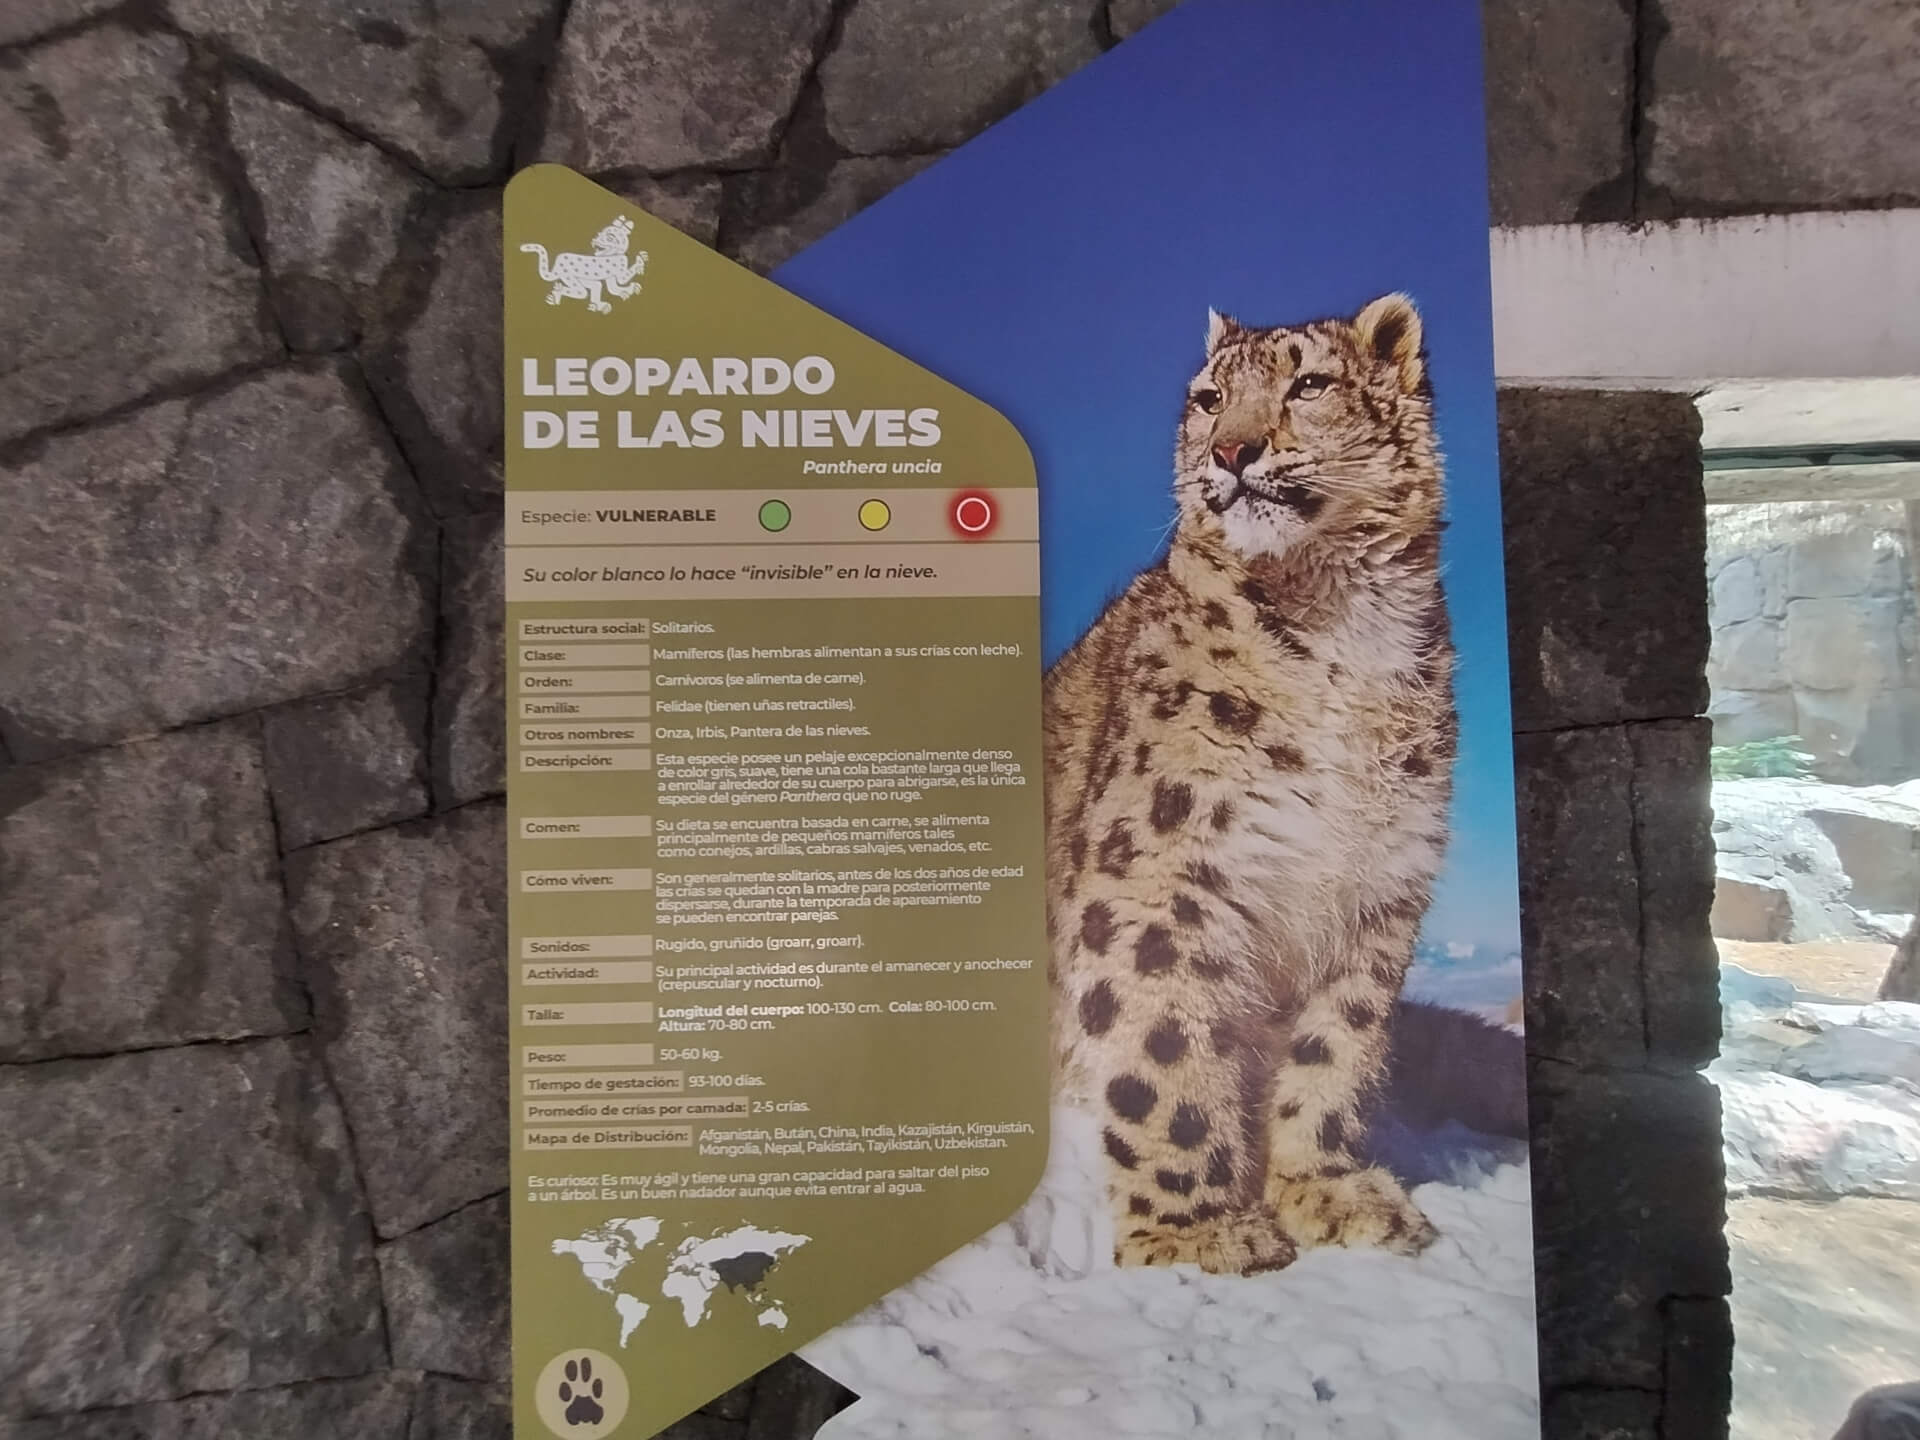 LEOPARDO
DE LAS NIEVES
Panthera uncia
Especie: VULNERABLE
Su color blanco lo hace “invisible” en la nieve.
Estructura social: Solitarios.
Clase: Mamíferos (las hembras alimentan a sus crías con leche).
Orden: Carnívoros (se alimenta de carne).
Familia: Felidae (tienen uñas retractiles).
Otros nombres: Onza, Irbis, Pantera de las nieves.
Descripción: Esta especie posee un pelaje excepcionalmente denso
de color gris, suave, tiene una cola bastante larga que llega
a enrollar alrededor de su cuerpo para abrigarse, es la única
especie del género Panthera que no ruge.
Comen: Su dieta se encuentra basada en carne, se alimenta
principalmente de pequeños mamíferos tales
como conejos, ardillas, cabras salvajes, venados, etc.
Cómo viven: Son generalmente solitarios, antes de los dos años de edad
las crías se quedan con la madre para posteriormente
dispersarse, durante la temporada de apareamiento
se pueden encontrar parejas.
Sonidos: Rugido, gruñido (groarr, groarr).
Actividad: Su principal actividad es durante el amanecer y anochecer
(crepuscular y nocturno).
Talla: Longitud del cuerpo: 100-130 cm. Cola: 80-100 cm.
Altura: 70-80 cm.
Peso: 50-60 kg.
Tiempo de gestación: 93-100 días.
Promedio de crías por camada: 2-5 crías.
Mapa de Distribución: Afganistán, Bután, China, India, Kazajistán, Kirguistán,
Mongolia, Nepal, Pakistán, Tayikistán, Uzbekistan.
Es curioso: Es muy ágil y tiene una gran capacidad para saltar del piso
a un árbol. Es un buen nadador aunque evita entrar al agua.